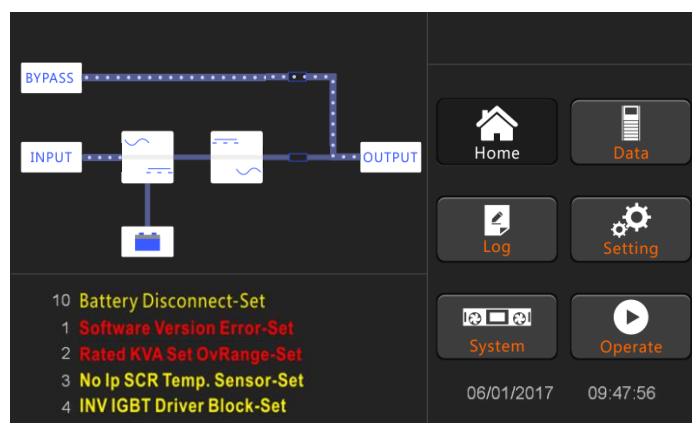 BYPASS
INPUT
OUTPUT
10 Battery Disconnect-Set
1 Software Version Error-Set
2 Rated KVA Set OvRange-Set
3 No Ip SCR Temp. Sensor-Set
4 INV IGBT Driver Block-Set
Home
Data
Log
Setting
System
Operate
06/01/2017 09:47:56